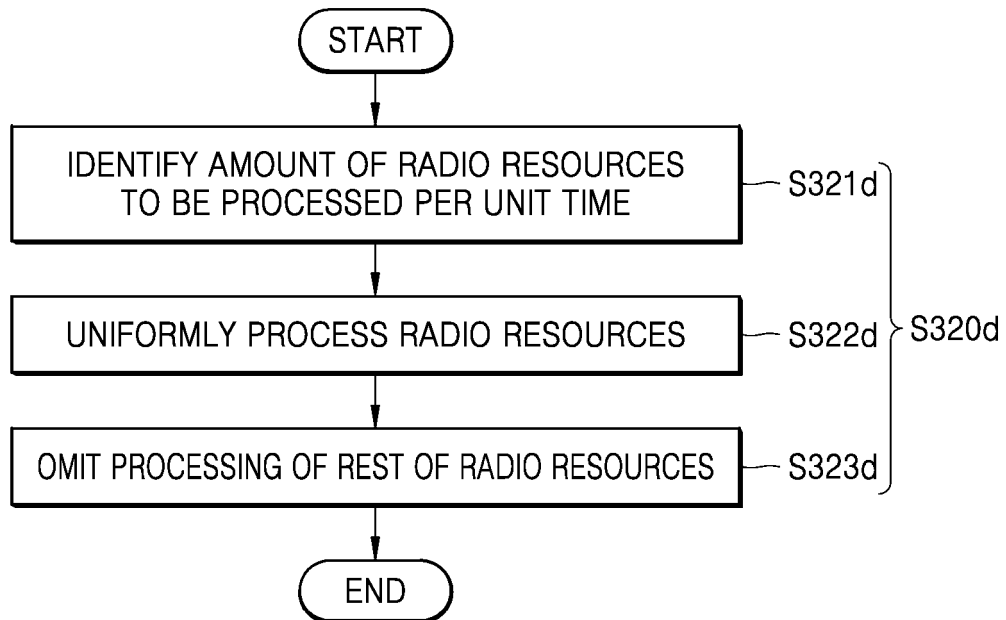 START
IDENTIFY AMOUNT OF RADIO RESOURCES
TO BE PROCESSED PER UNIT TIME
S321d
UNIFORMLY PROCESS RADIO RESOURCES
S322d
S320d
OMIT PROCESSING OF REST OF RADIO RESOURCES
S323d
END